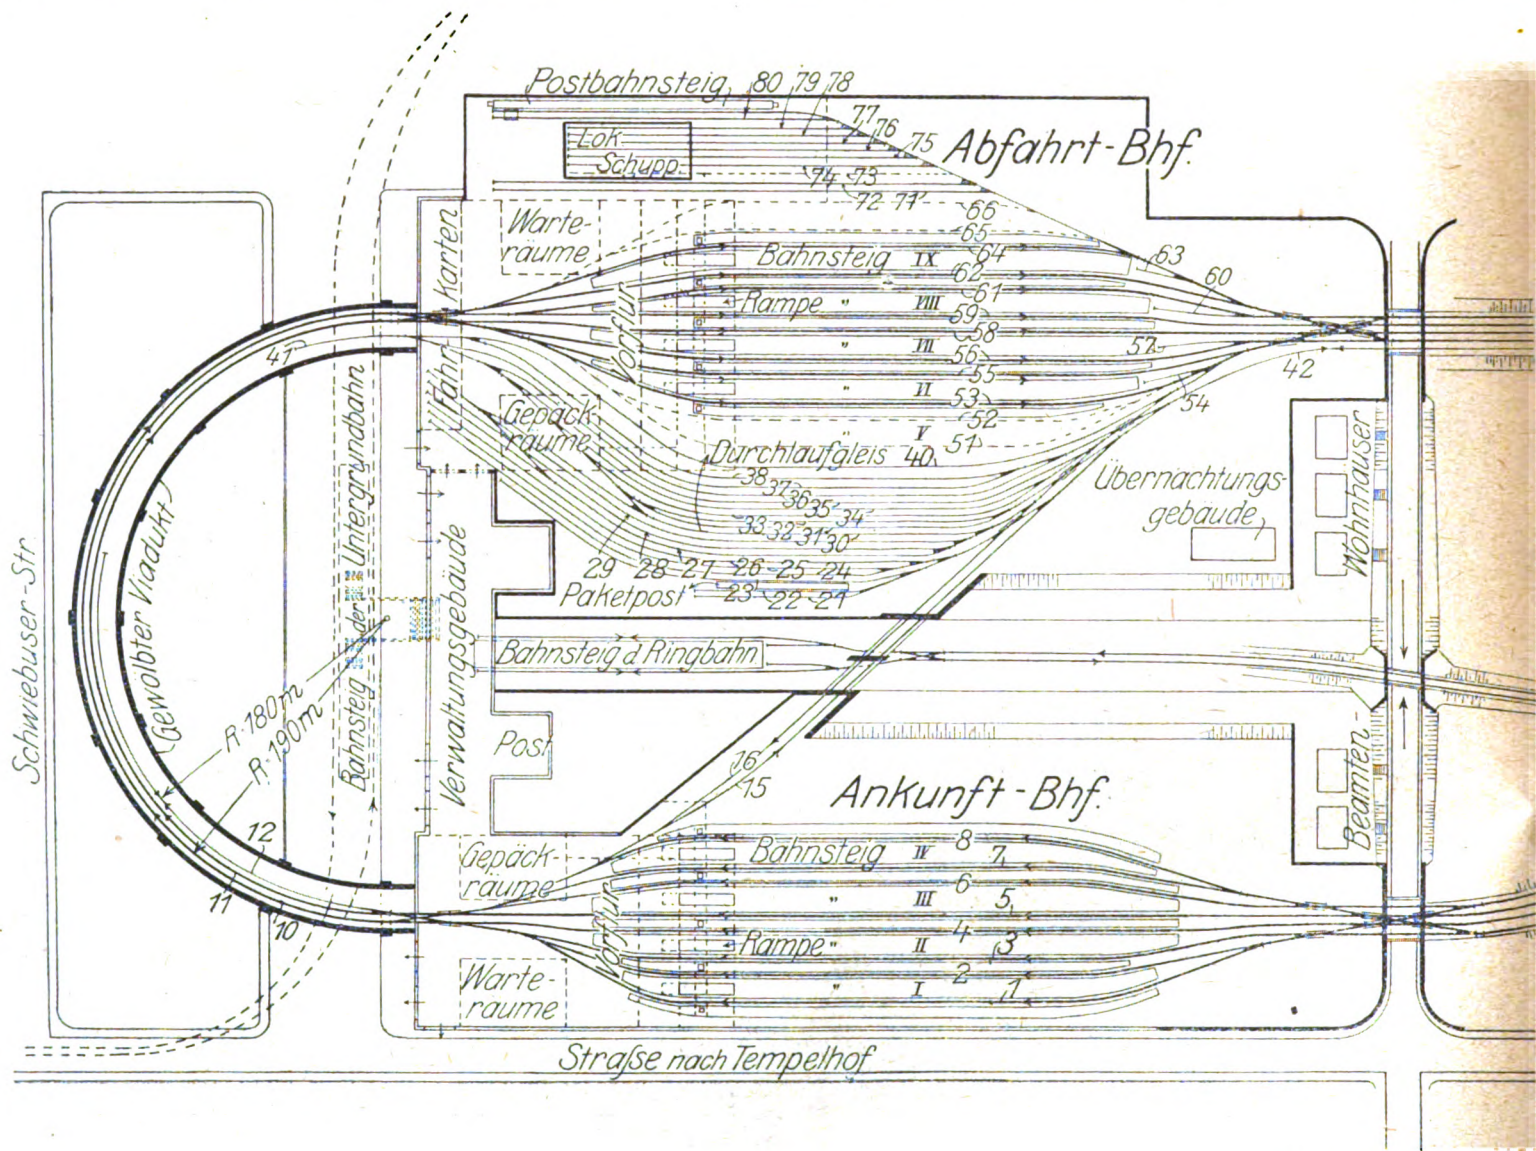 Postbahnsteig 80 79 78
77 76 75
Abfahrt-Bhf.
Lok
Schupp.
74 73
72 71
66
65
Warte-
räume
Bahnsteig IX 64
63
62
60
61
Rampe " VIII
59
58
" VII
57
56
55
" VI
53
54
52
V
51
42
41
Fahrkarten
Vorflur
Gepäck-
räume
Durchlaufgleis 40
38 37 36 35 34
33 32 31 30
29 28 27 26 25 24
Paketpost 23 22 21
Übernachtungs-
gebäude
Wohnhäuser
Beamten-
Schwiebuser-Str.
Gewölbter Viadukt
R·180m
R·190m
Bahnsteig der Untergrundbahn
Verwaltungsgebäude
Bahnsteig d. Ringbahn
Post
16
15
Ankunft-Bhf.
12
11
10
Gepäck-
räume
Vorflur
Warte-
räume
Bahnsteig IV 8
7
6
" III 5
4
Rampe " II 3
2
" I 1
Straße nach Tempelhof